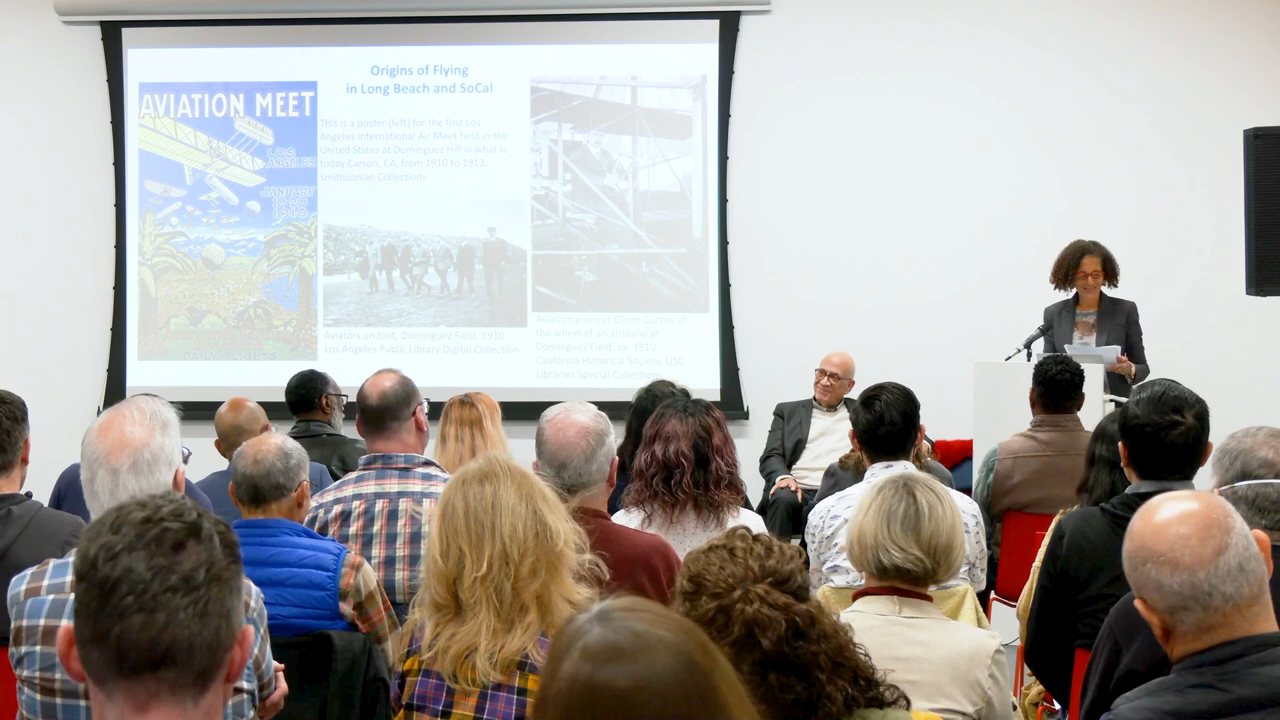 Origins of Flying
in Long Beach and SoCal
AVIATION MEET
LOS
ANGELES
JANUARY
1910
DAILY FLIGHTS
This is a poster (left) for the first Los
Angeles International Air Meet held in the
United States at Dominguez Hill in what is
today Carson, CA, from 1910 to 1913.
Smithsonian Collections
Aviators on foot, Dominguez Field, 1910
Los Angeles Public Library Digital Collection
Aviation pioneer Glenn Curtiss at
the wheel of an airplane at
Dominguez Field, ca. 1910
California Historical Society, USC
Libraries Special Collections